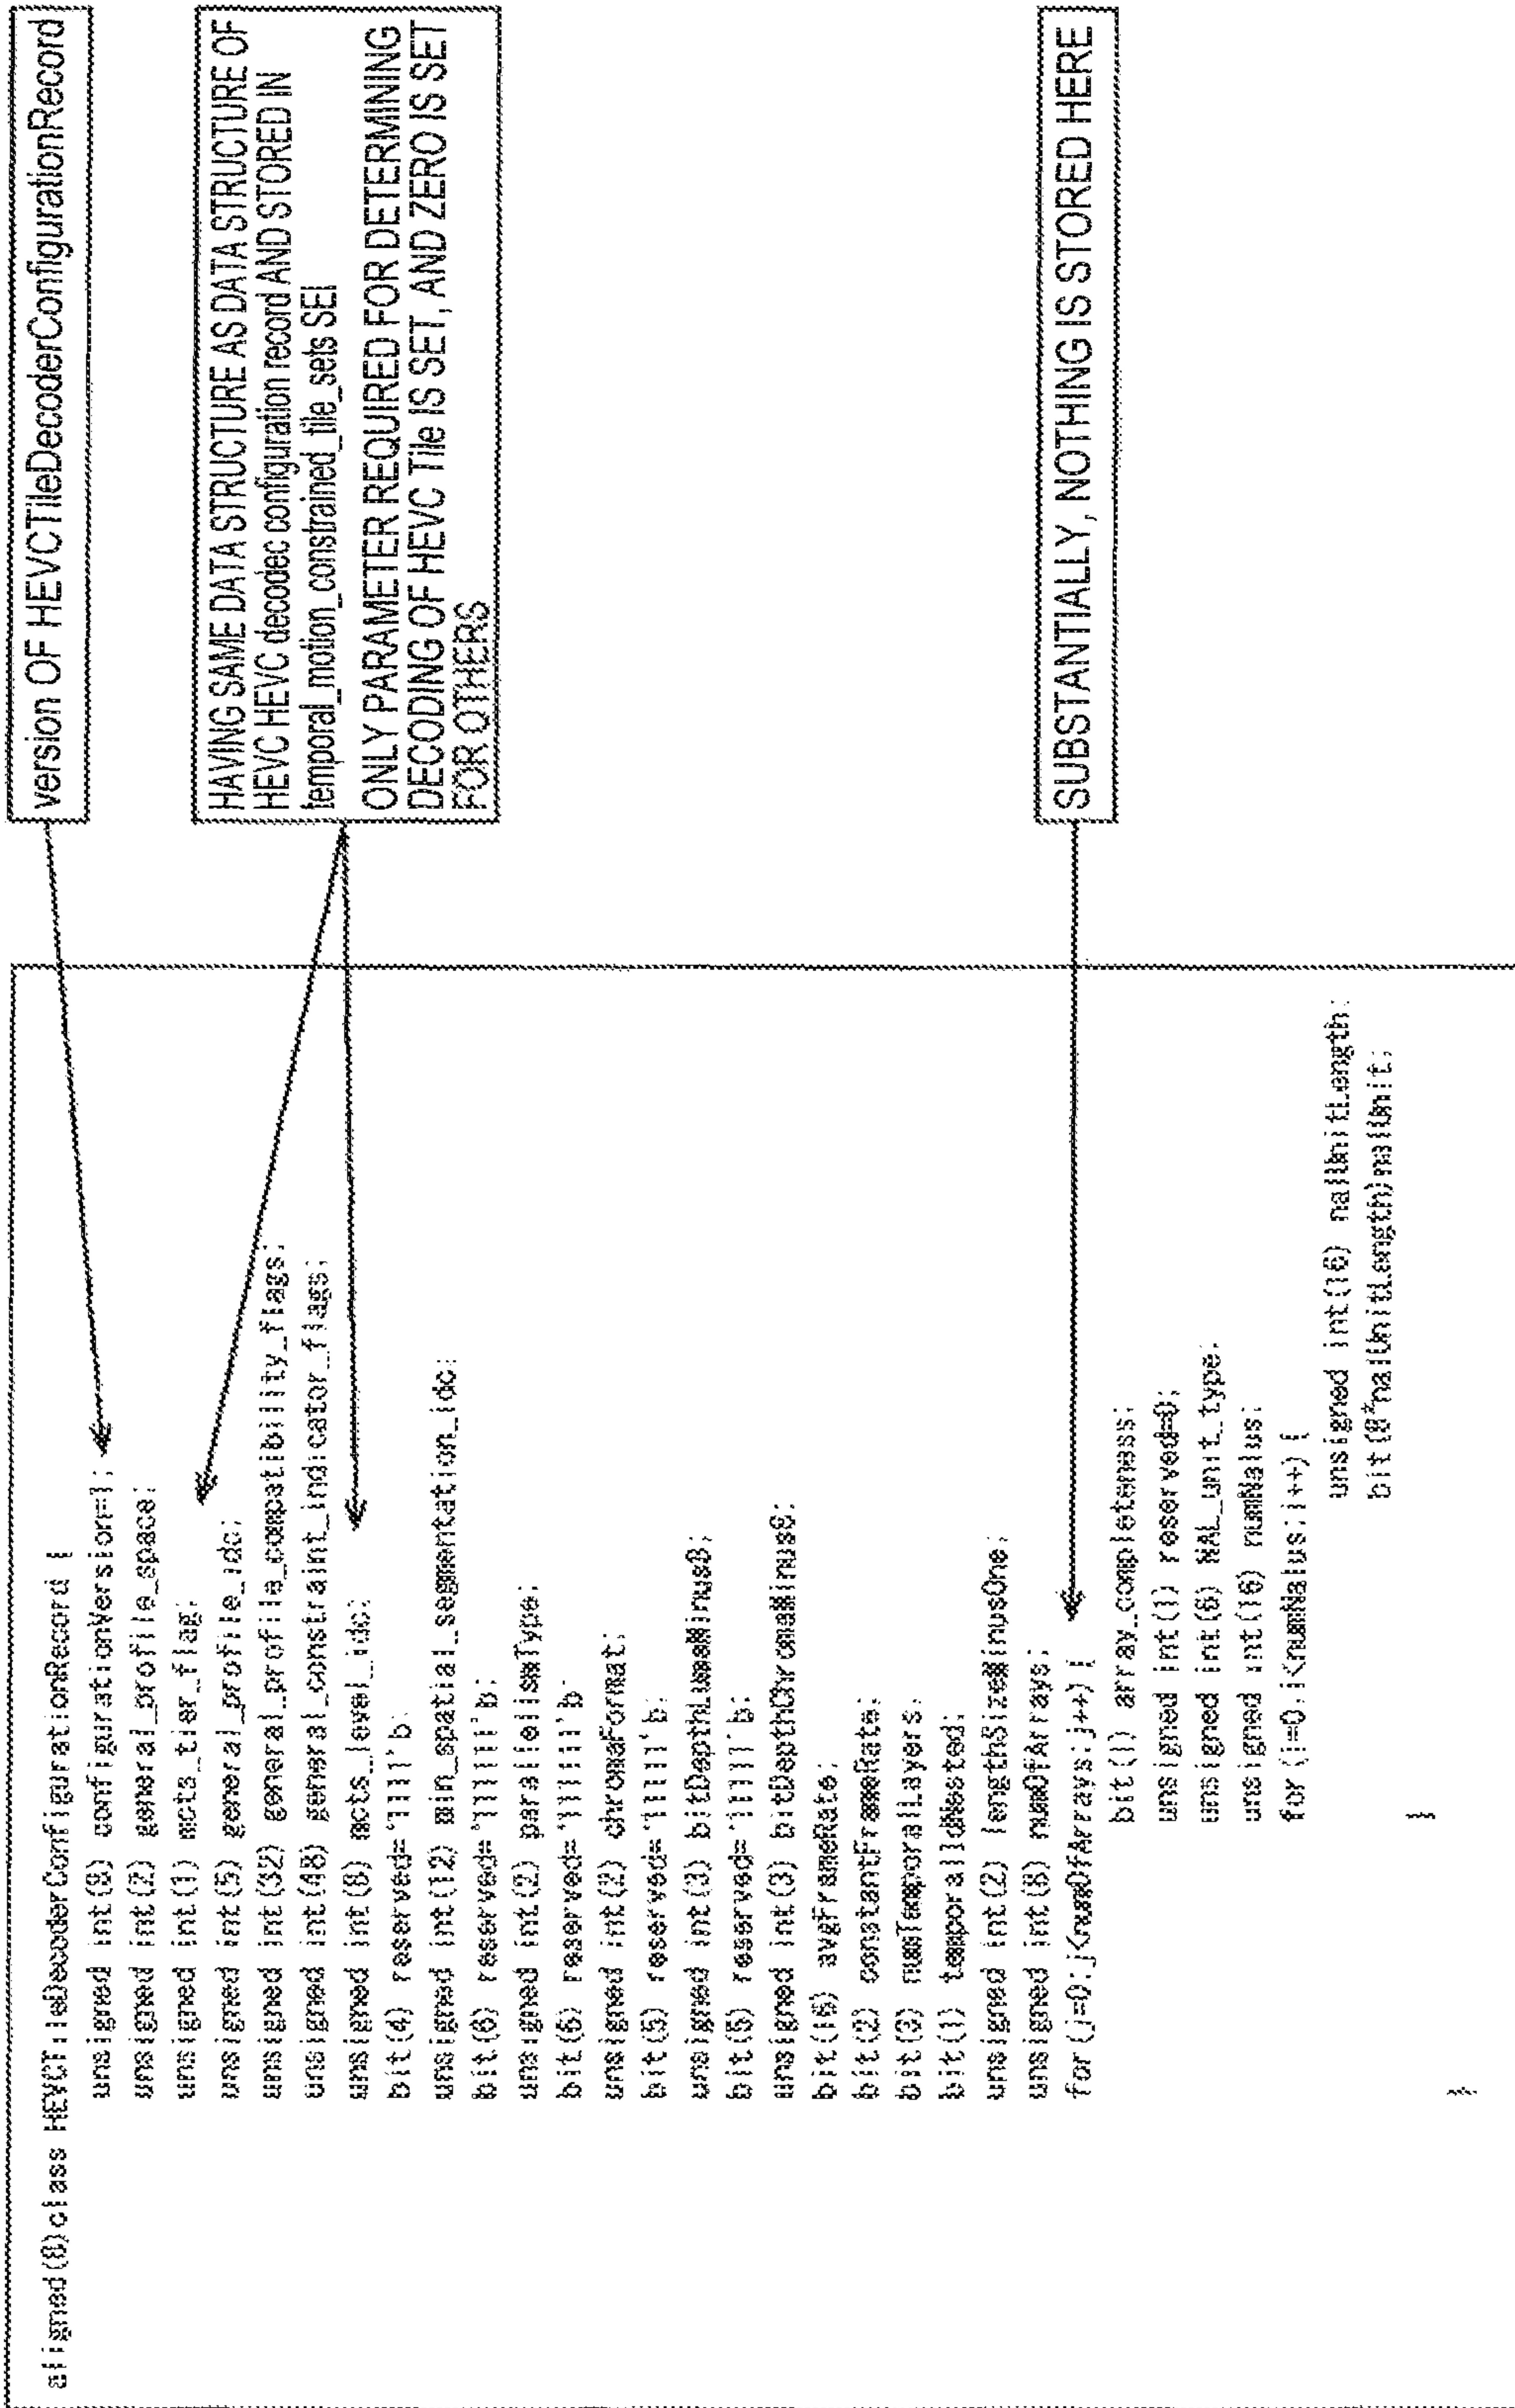 aligned(8)class HEVCTileDecoderConfigurationRecord {
unsigned int(8) configurationVersion=1;
unsigned int(2) general_profile_space;
unsigned int(1) mcts_tier_flag;
unsigned int(5) general_profile_idc;
unsigned int(32) general_profile_compatibility_flags;
unsigned int(48) general_constraint_indicator_flags;
unsigned int(8) mcts_level_idc;
bit(4) reserved='1111'b;
unsigned int(12) min_spatial_segmentation_idc;
bit(6) reserved='111111'b;
unsigned int(2) parallelismType;
bit(6) reserved='111111'b;
unsigned int(2) chromaFormat;
bit(5) reserved='11111'b;
unsigned int(3) bitDepthLumaMinus8;
bit(5) reserved='11111'b;
unsigned int(3) bitDepthChromaMinus8;
bit(16) avgFrameRate;
bit(2) constantFrameRate;
bit(3) numTemporalLayers;
bit(1) temporalIdNested;
unsigned int(2) lengthSizeMinusOne;
unsigned int(8) numOfArrays;
for(j=0;j<numOfArrays;j++){
bit(1) array_completeness;
unsigned int(1) reserved=0;
unsigned int(6) NAL_unit_type;
unsigned int(16) numNalus;
for(i=0;i<numNalus;i++){
unsigned int(16) nalUnitLength;
bit(8*nalUnitLength)nalUnit;
}
}
version OF HEVCTileDecoderConfigurationRecord
HAVING SAME DATA STRUCTURE AS DATA STRUCTURE OF
HEVC HEVC decodec configuration record AND STORED IN
temporal_motion_constrained_tile_sets SEI
ONLY PARAMETER REQUIRED FOR DETERMINING
DECODING OF HEVC Tile IS SET, AND ZERO IS SET
FOR OTHERS
SUBSTANTIALLY, NOTHING IS STORED HERE